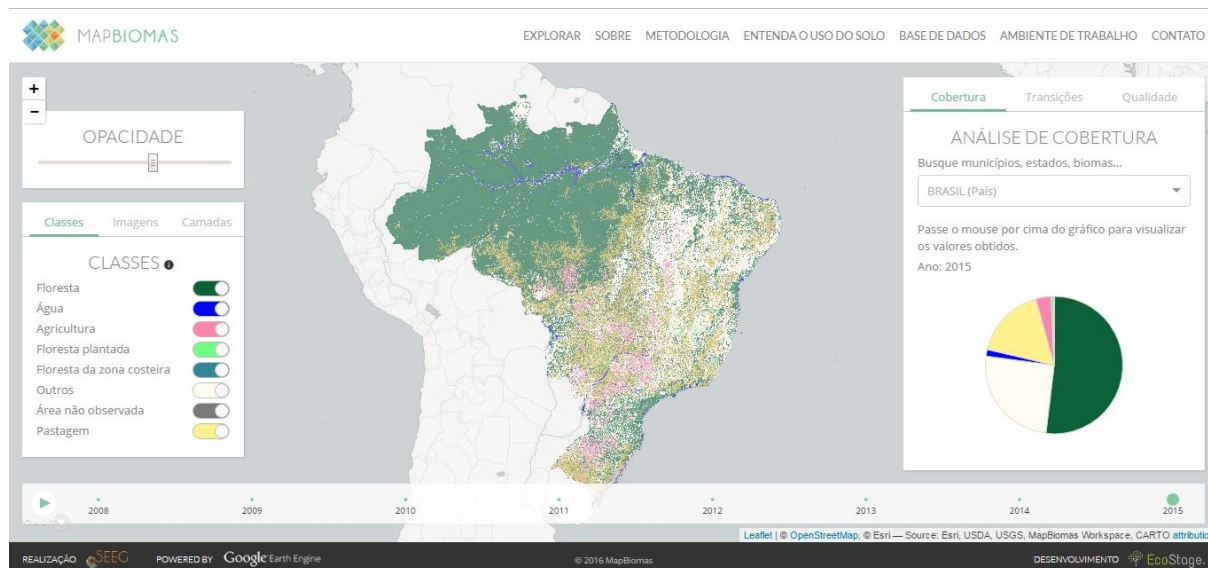 MAPBIOMAS
EXPLORAR SOBRE METODOLOGIA ENTENDA O USO DO SOLO BASE DE DADOS AMBIENTE DE TRABALHO CONTATO
+
-
OPACIDADE
Classes Imagens Camadas
CLASSES
Floresta
Água
Agricultura
Floresta plantada
Floresta da zona costeira
Outros
Área não observada
Pastagem
Cobertura Transições Qualidade
ANÁLISE DE COBERTURA
Busque municípios, estados, biomas...
BRASIL (País)
Passe o mouse por cima do gráfico para visualizar
os valores obtidos.
Ano: 2015
2008 2009 2010 2011 2012 2013 2014 2015
Leaflet | © OpenStreetMap, © Esri — Source: Esri, USDA, USGS, MapBiomas Workspace, CARTO attributio
REALIZAÇÃO SEEG POWERED BY Google Earth Engine © 2016 MapBiomas DESENVOLVIMENTO EcoStage.